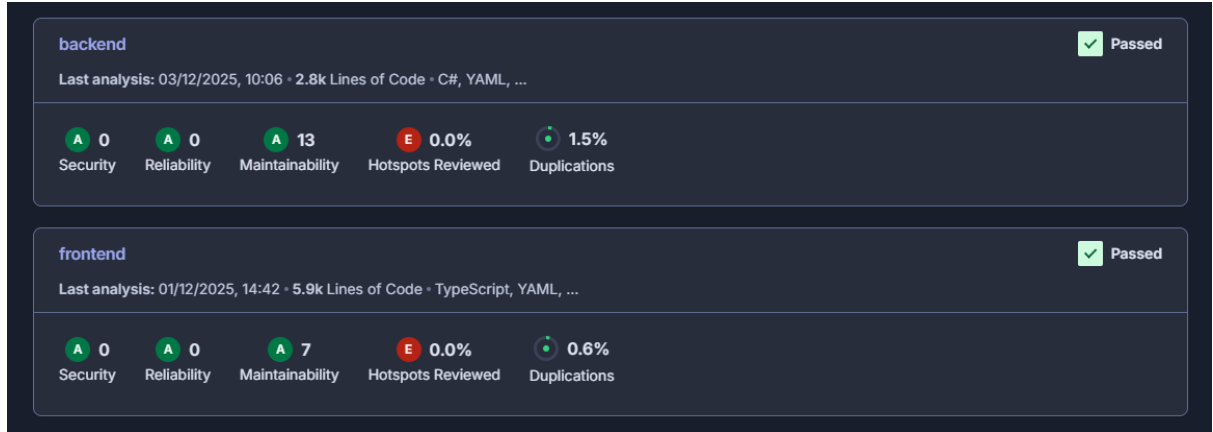 backend
Passed
Last analysis: 03/12/2025, 10:06 • 2.8k Lines of Code • C#, YAML, ...
A 0 A 0 A 13 E 0.0% 1.5%
Security Reliability Maintainability Hotspots Reviewed Duplications
frontend
Passed
Last analysis: 01/12/2025, 14:42 • 5.9k Lines of Code • TypeScript, YAML, ...
A 0 A 0 A 7 E 0.0% 0.6%
Security Reliability Maintainability Hotspots Reviewed Duplications